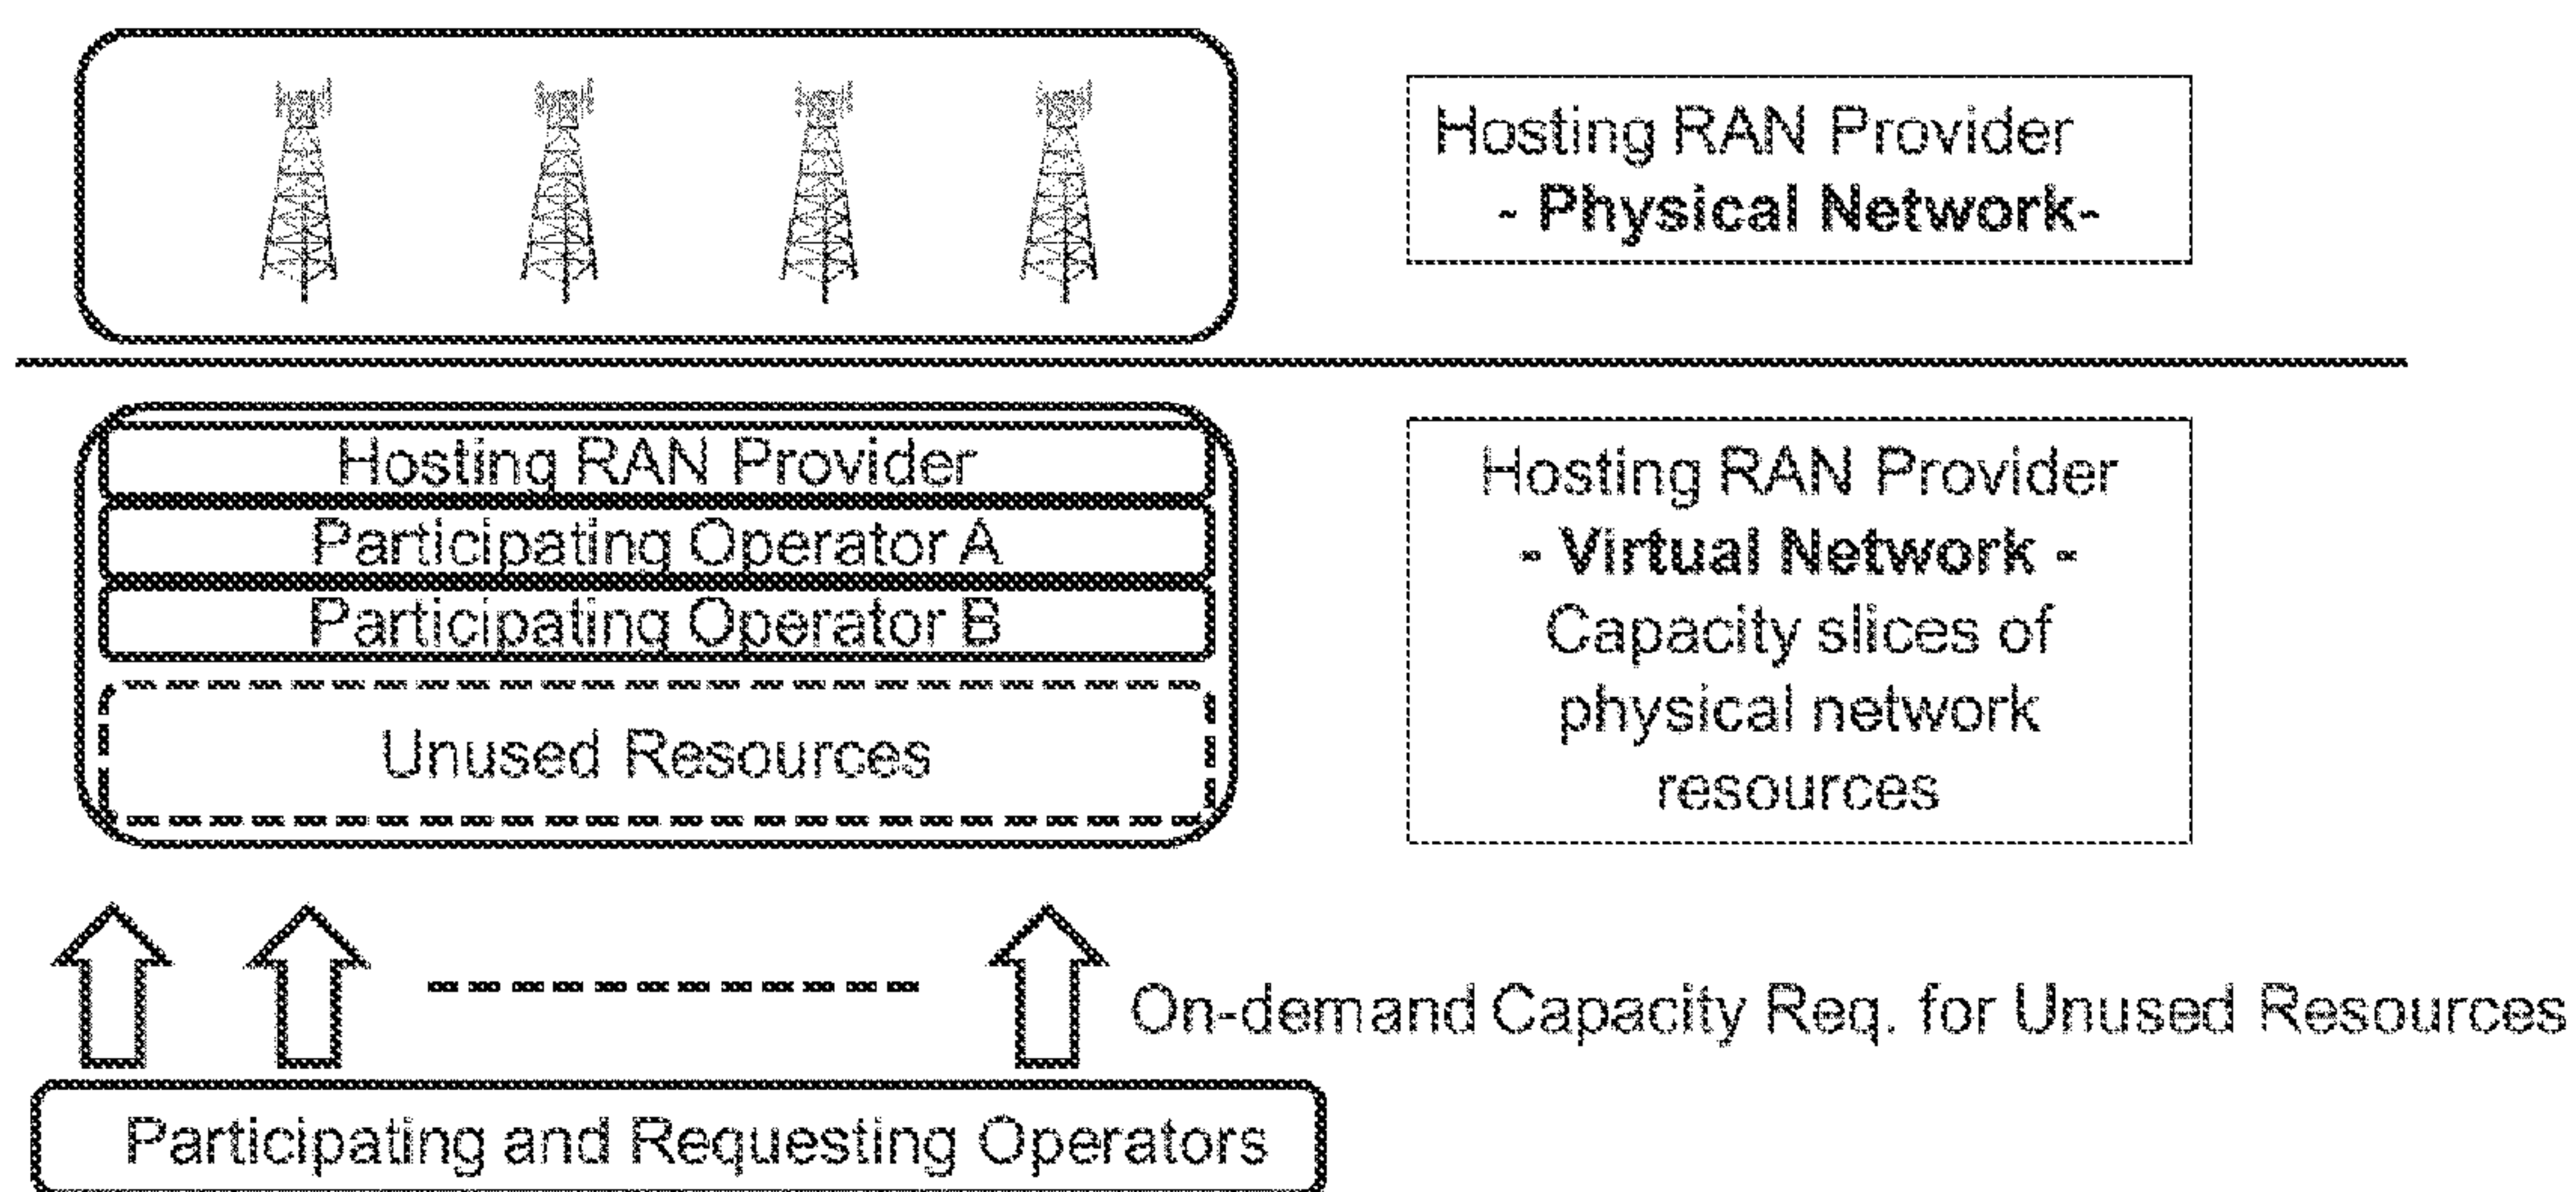 Hosting RAN Provider
- Physical Network-
Hosting RAN Provider
Participating Operator A
Participating Operator B
Unused Resources
Hosting RAN Provider
- Virtual Network -
Capacity slices of
physical network
resources
On-demand Capacity Req. for Unused Resources
Participating and Requesting Operators